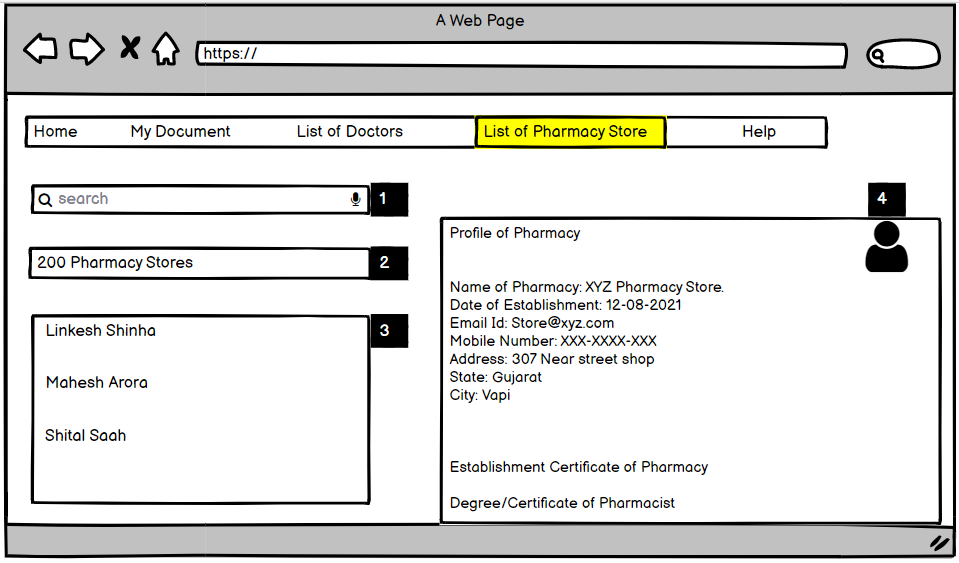 A Web Page
https://
Home My Document List of Doctors List of Pharmacy Store Help
search 1
200 Pharmacy Stores 2
3
Linkesh Shinha
Mahesh Arora
Shital Saah
4
Profile of Pharmacy
Name of Pharmacy: XYZ Pharmacy Store.
Date of Establishment: 12-08-2021
Email Id: Store@xyz.com
Mobile Number: XXX-XXXX-XXX
Address: 307 Near street shop
State: Gujarat
City: Vapi
Establishment Certificate of Pharmacy
Degree/Certificate of Pharmacist